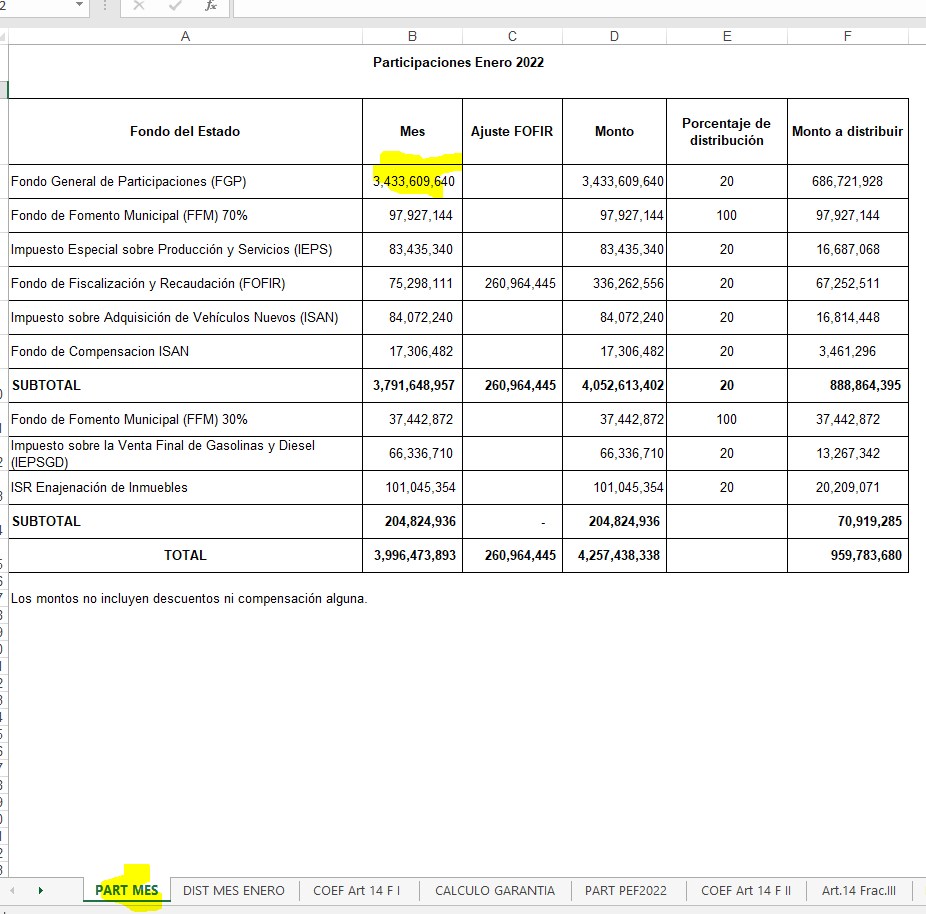 2 fx
A B C D E F
Participaciones Enero 2022
Fondo del Estado Mes Ajuste FOFIR Monto Porcentaje de distribución Monto a distribuir
Fondo General de Participaciones (FGP) 3,433,609,640 3,433,609,640 20 686,721,928
Fondo de Fomento Municipal (FFM) 70% 97,927,144 97,927,144 100 97,927,144
Impuesto Especial sobre Producción y Servicios (IEPS) 83,435,340 83,435,340 20 16,687,068
Fondo de Fiscalización y Recaudación (FOFIR) 75,298,111 260,964,445 336,262,556 20 67,252,511
Impuesto sobre Adquisición de Vehículos Nuevos (ISAN) 84,072,240 84,072,240 20 16,814,448
Fondo de Compensacion ISAN 17,306,482 17,306,482 20 3,461,296
SUBTOTAL 3,791,648,957 260,964,445 4,052,613,402 20 888,864,395
Fondo de Fomento Municipal (FFM) 30% 37,442,872 37,442,872 100 37,442,872
Impuesto sobre la Venta Final de Gasolinas y Diesel
(IEPSGD) 66,336,710 66,336,710 20 13,267,342
ISR Enajenación de Inmuebles 101,045,354 101,045,354 20 20,209,071
SUBTOTAL 204,824,936 - 204,824,936 70,919,285
TOTAL 3,996,473,893 260,964,445 4,257,438,338 959,783,680
Los montos no incluyen descuentos ni compensación alguna.
PART MES DIST MES ENERO COEF Art 14 F I CALCULO GARANTIA PART PEF2022 COEF Art 14 F II Art.14 Frac.III